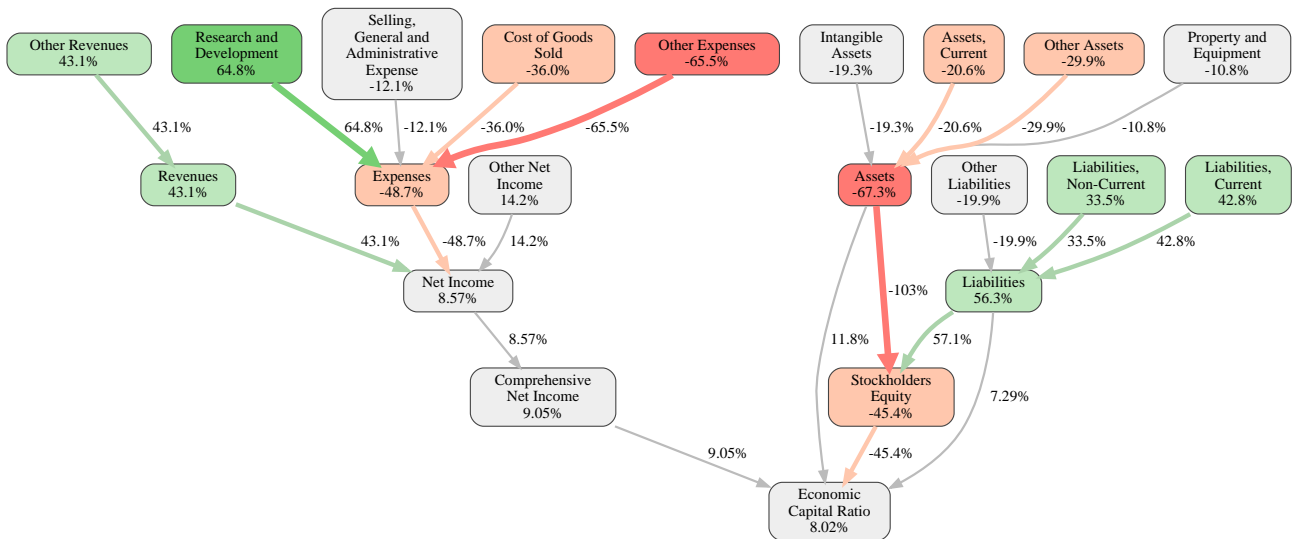 Other Revenues
43.1%
Research and
Development
64.8%
Selling,
General and
Administrative
Expense
-12.1%
Cost of Goods
Sold
-36.0%
Other Expenses
-65.5%
Intangible
Assets
-19.3%
Assets,
Current
-20.6%
Other Assets
-29.9%
Property and
Equipment
-10.8%
43.1%
64.8%
-12.1%
-36.0%
-65.5%
-19.3%
-20.6%
-29.9%
-10.8%
Revenues
43.1%
Expenses
-48.7%
Other Net
Income
14.2%
Assets
-67.3%
Other
Liabilities
-19.9%
Liabilities,
Non-Current
33.5%
Liabilities,
Current
42.8%
43.1%
-48.7%
14.2%
-19.9%
33.5%
42.8%
Net Income
8.57%
-103%
Liabilities
56.3%
8.57%
11.8%
57.1%
Comprehensive
Net Income
9.05%
Stockholders
Equity
-45.4%
7.29%
9.05%
-45.4%
Economic
Capital Ratio
8.02%